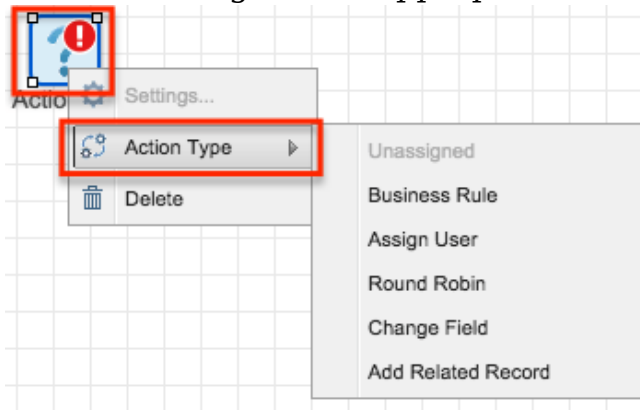 Actio
Settings...
Action Type
Delete
Unassigned
Business Rule
Assign User
Round Robin
Change Field
Add Related Record